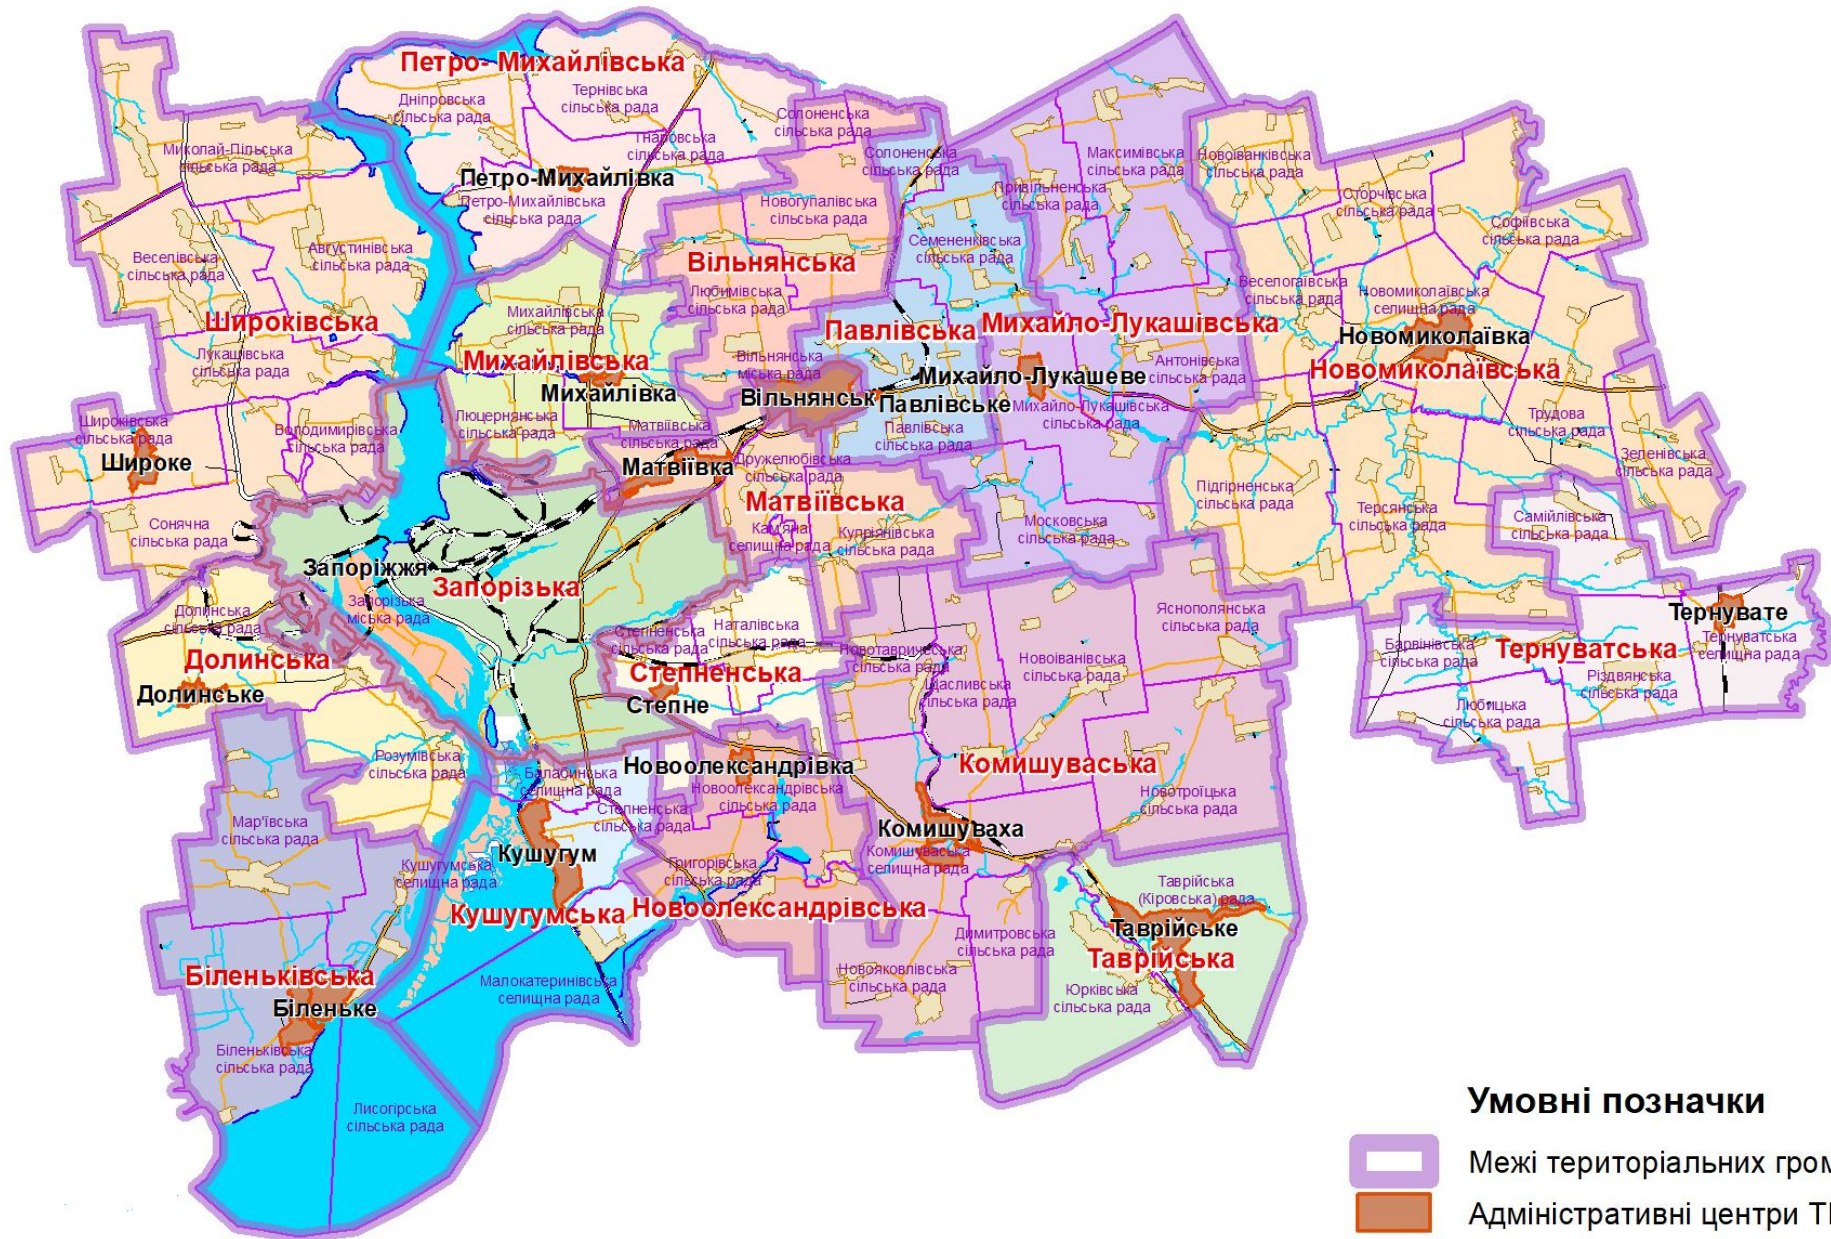 Петро- Михайлівська
Дніпровська
сільська рада
Тернівська
сільська рада
Гнаровська
сільська рада
Солоненська
сільська рада
Солоненська
сільська рада
Миколай-Пільська
сільська рада
Петро-Михайлівка
Петро-Михайлівська
сільська рада
Новогупалівська
сільська рада
Привільненська
сільська рада
Максимівська
сільська рада
Новоіванківська
сільська рада
Сторчівська
сільська рада
Софіївська
сільська рада
Веселівська
сільська рада
Августинівська
сільська рада
Семененківська
сільська рада
Вільнянська
Любимівська
сільська рада
Веселогаївська
сільська рада
Новомиколаївська
селищна рада
Широківська
Михайлівська
сільська рада
Павлівська
Михайло-Лукашівська
Новомиколаївка
Новомиколаївська
Лукашівська
сільська рада
Михайлівська
Михайлівка
Вільнянська
міська рада
Вільнянськ
Михайло-Лукашеве
Павлівське
Антонівська
сільська рада
Михайло-Лукашівська
сільська рада
Широківська
сільська рада
Широке
Володимирівська
сільська рада
Люцернянська
сільська рада
Матвіївська
сільська рада
Матвіївка
Павлівська
сільська рада
Трудова
сільська рада
Зеленівська
сільська рада
Дружелюбівська
сільська рада
Матвіївська
Підгірненська
сільська рада
Терсянська
сільська рада
Самійлівська
сільська рада
Сонячна
сільська рада
Кам'яна
селищна рада
Купріянівська
сільська рада
Московська
сільська рада
Запоріжжя
Запорізька
Запорізька
міська рада
Долинська
сільська рада
Долинська
Долинське
Степненська
сільська рада
Наталівська
сільська рада
Степненська
Степне
Новотавричеська
сільська рада
Щасливська
сільська рада
Новоіванівська
сільська рада
Яснополянська
сільська рада
Тернувате
Тернуватська
селищна рада
Барвінівська
сільська рада
Тернуватська
Різдвянська
сільська рада
Любицька
сільська рада
Розумівська
сільська рада
Балабинська
селищна рада
Новоолександрівка
Новоолександрівська
сільська рада
Комишуваська
Новотроїцька
сільська рада
Мар'ївська
сільська рада
Степненська
сільська рада
Комишуваха
Комишуваська
селищна рада
Кушугумська
селищна рада
Кушугум
Григорівська
сільська рада
Таврійська
(Кіровська) рада
Кушугумська
Новоолександрівська
Димитровська
сільська рада
Таврійське
Таврійська
Біленьківська
Біленьке
Малокатеринівська
селищна рада
Новояковлівська
сільська рада
Юрківська
сільська рада
Біленьківська
сільська рада
Лисогірська
сільська рада
Умовні позначки
Межі територіальних гром
Адміністративні центри